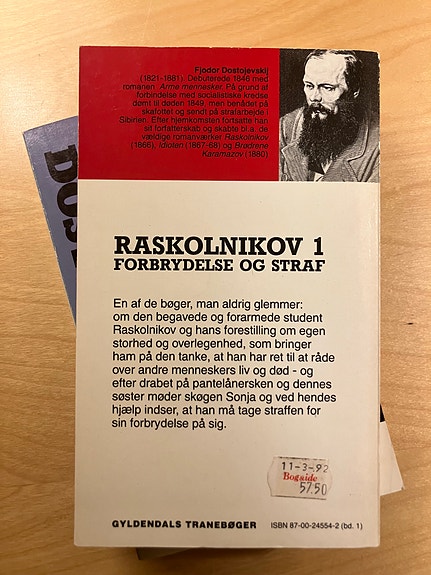 Fjodor Dostojevskij
(1821-1881). Debuterede 1846 med
romanen Arme mennesker. På grund af
forbindelse med socialistiske kredse
dømt til døden 1849, men benådet på
skafottet og sendt på strafarbejde i
Sibirien. Efter hjemkomsten fortsatte han
sit forfatterskab og skabte bl.a. de
vældige romanværker Raskolnikov
(1866), Idioten (1867-68) og Brødrene
Karamazov (1880)
DOST
RASKOLNIKOV 1
FORBRYDELSE OG STRAF
En af de bøger, man aldrig glemmer:
om den begavede og forarmede student
Raskolnikov og hans forestilling om egen
storhed og overlegenhed, som bringer
ham på den tanke, at han har ret til at råde
over andre menneskers liv og død - og
efter drabet på pantelånersken og dennes
søster møder skøgen Sonja og ved hendes
hjælp indser, at han må tage straffen for
sin forbrydelse på sig.
11-3-92
Boguide
57.50
GYLDENDALS TRANEBØGER
ISBN 87-00-24554-2 (bd. 1)